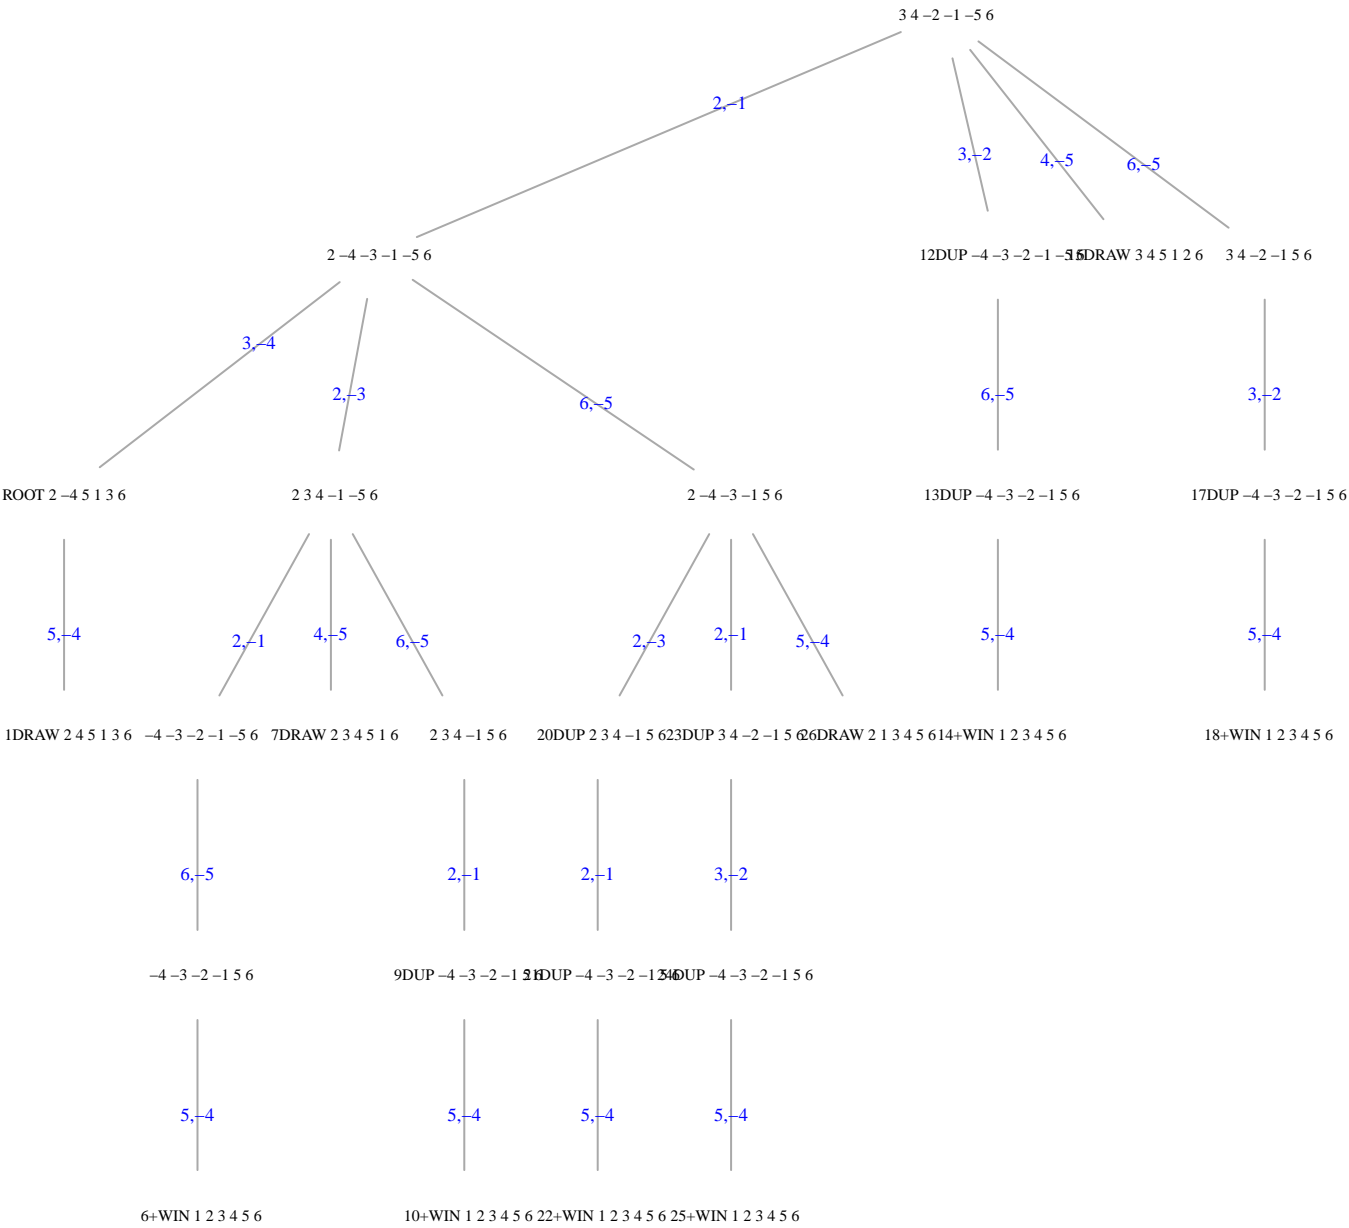 3 4 −2 −1 −5 6
2,−1
3,−2
4,−5
6,−5
2 −4 −3 −1 −5 6
12DUP −4 −3 −2 −1 −5 6
15DRAW 3 4 5 1 2 6
3 4 −2 −1 5 6
3,−4
2,−3
6,−5
6,−5
3,−2
ROOT 2 −4 5 1 3 6
2 3 4 −1 −5 6
2 −4 −3 −1 5 6
13DUP −4 −3 −2 −1 5 6
17DUP −4 −3 −2 −1 5 6
5,−4
2,−1
4,−5
6,−5
2,−3
2,−1
5,−4
5,−4
5,−4
1DRAW 2 4 5 1 3 6
−4 −3 −2 −1 −5 6
7DRAW 2 3 4 5 1 6
2 3 4 −1 5 6
20DUP 2 3 4 −1 5 6
23DUP 3 4 −2 −1 5 6
26DRAW 2 1 3 4 5 6
14+WIN 1 2 3 4 5 6
18+WIN 1 2 3 4 5 6
6,−5
2,−1
2,−1
3,−2
−4 −3 −2 −1 5 6
9DUP −4 −3 −2 −1 5 6
21DUP −4 −3 −2 −1 5 6
24DUP −4 −3 −2 −1 5 6
5,−4
5,−4
5,−4
5,−4
6+WIN 1 2 3 4 5 6
10+WIN 1 2 3 4 5 6
22+WIN 1 2 3 4 5 6
25+WIN 1 2 3 4 5 6